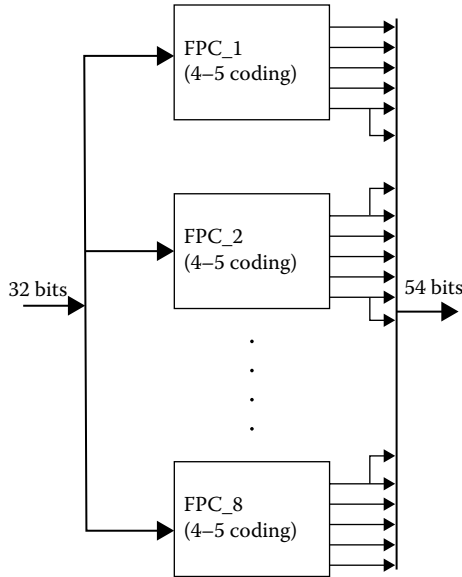 FPC_1
(4–5 coding)
FPC_2
(4–5 coding)
32 bits
54 bits
FPC_8
(4–5 coding)